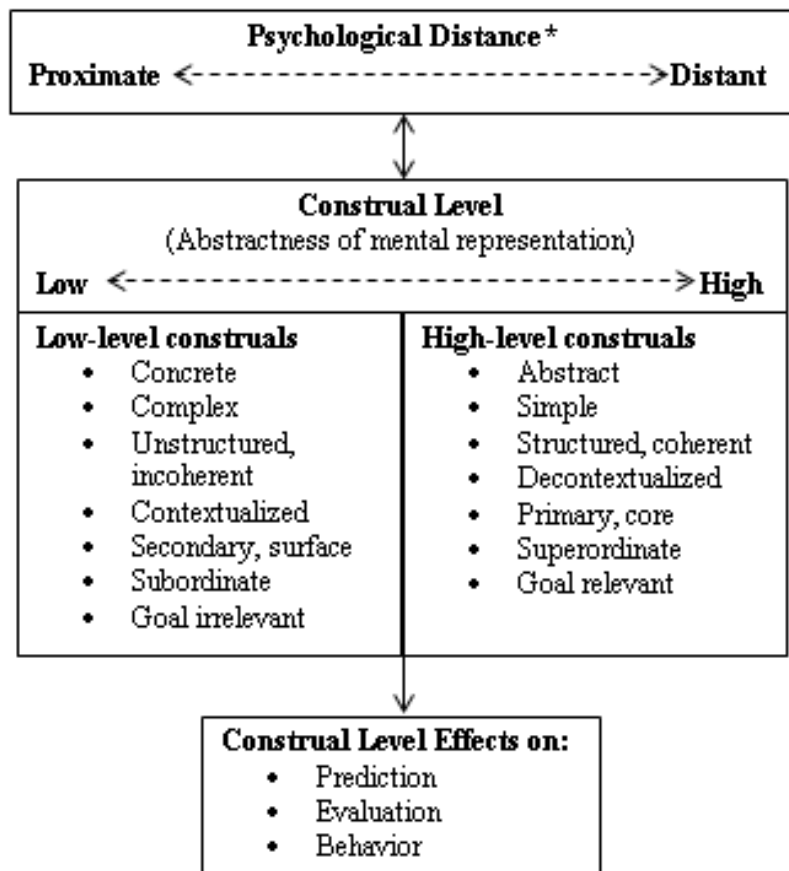 Psychological Distance*
Proximate Distant
Construal Level
(Abstractness of mental representation)
Low High
Low-level construals
• Concrete
• Complex
• Unstructured,
incoherent
• Contextualized
• Secondary, surface
• Subordinate
• Goal irrelevant
High-level construals
• Abstract
• Simple
• Structured, coherent
• Decontextualized
• Primary, core
• Superordinate
• Goal relevant
Construal Level Effects on:
• Prediction
• Evaluation
• Behavior